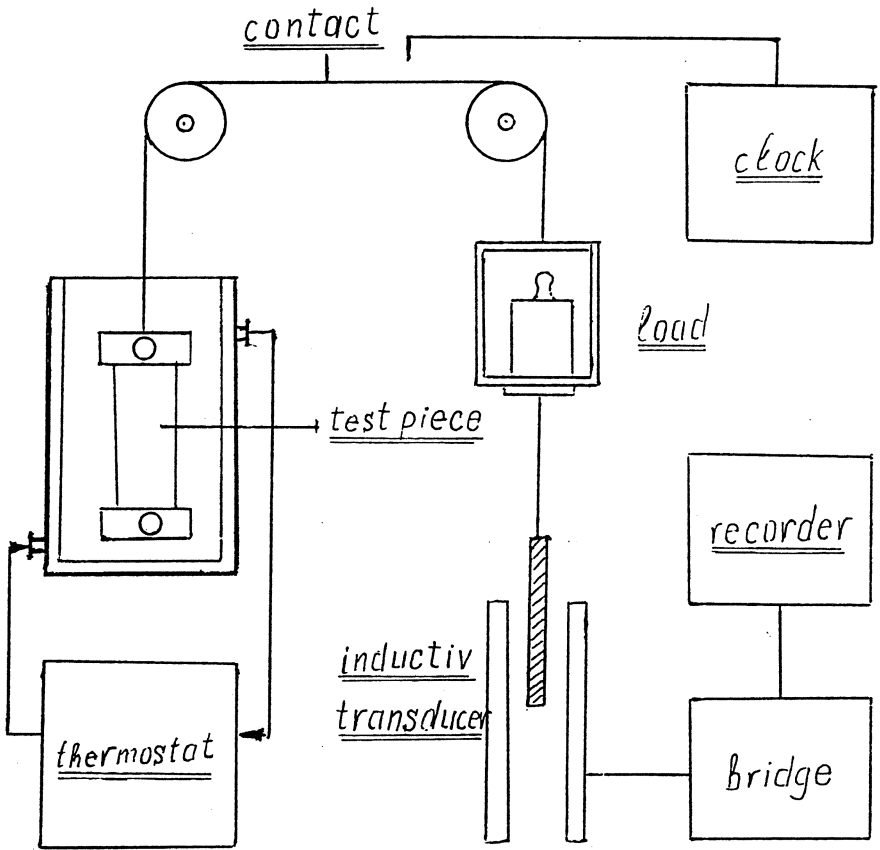 contact
clock
load
test piece
recorder
inductiv
transducer
thermostat
bridge